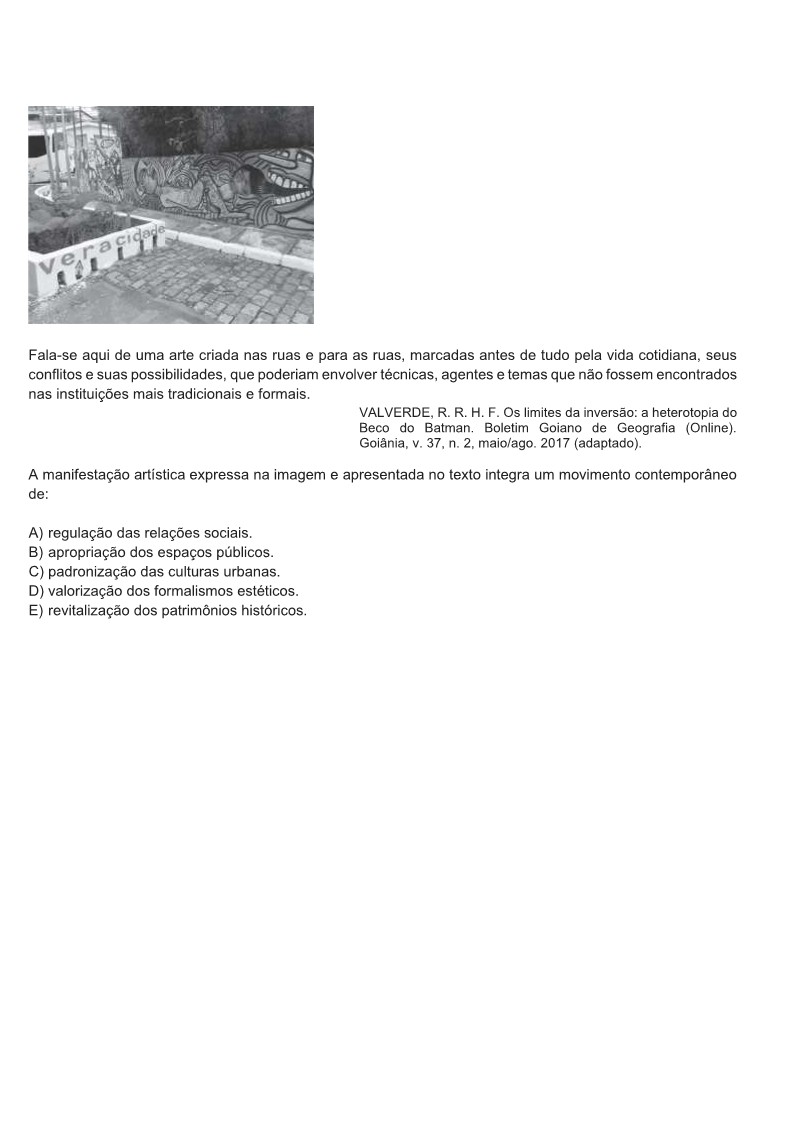 veracidade
Fala-se aqui de uma arte criada nas ruas e para as ruas, marcadas antes de tudo pela vida cotidiana, seus
conflitos e suas possibilidades, que poderiam envolver técnicas, agentes e temas que não fossem encontrados
nas instituições mais tradicionais e formais.
VALVERDE, R. R. H. F. Os limites da inversão: a heterotopia do
Beco do Batman. Boletim Goiano de Geografia (Online).
Goiânia, v. 37, n. 2, maio/ago. 2017 (adaptado).
A manifestação artística expressa na imagem e apresentada no texto integra um movimento contemporâneo
de:
A) regulação das relações sociais.
B) apropriação dos espaços públicos.
C) padronização das culturas urbanas.
D) valorização dos formalismos estéticos.
E) revitalização dos patrimônios históricos.